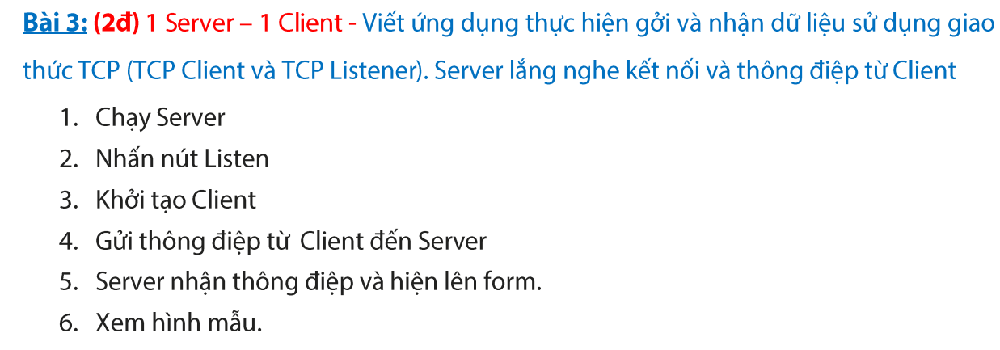 Bài 3: (2đ) 1 Server – 1 Client - Viết ứng dụng thực hiện gởi và nhận dữ liệu sử dụng giao
thức TCP (TCP Client và TCP Listener). Server lắng nghe kết nối và thông điệp từ Client
1. Chạy Server
2. Nhấn nút Listen
3. Khởi tạo Client
4. Gửi thông điệp từ Client đến Server
5. Server nhận thông điệp và hiện lên form.
6. Xem hình mẫu.